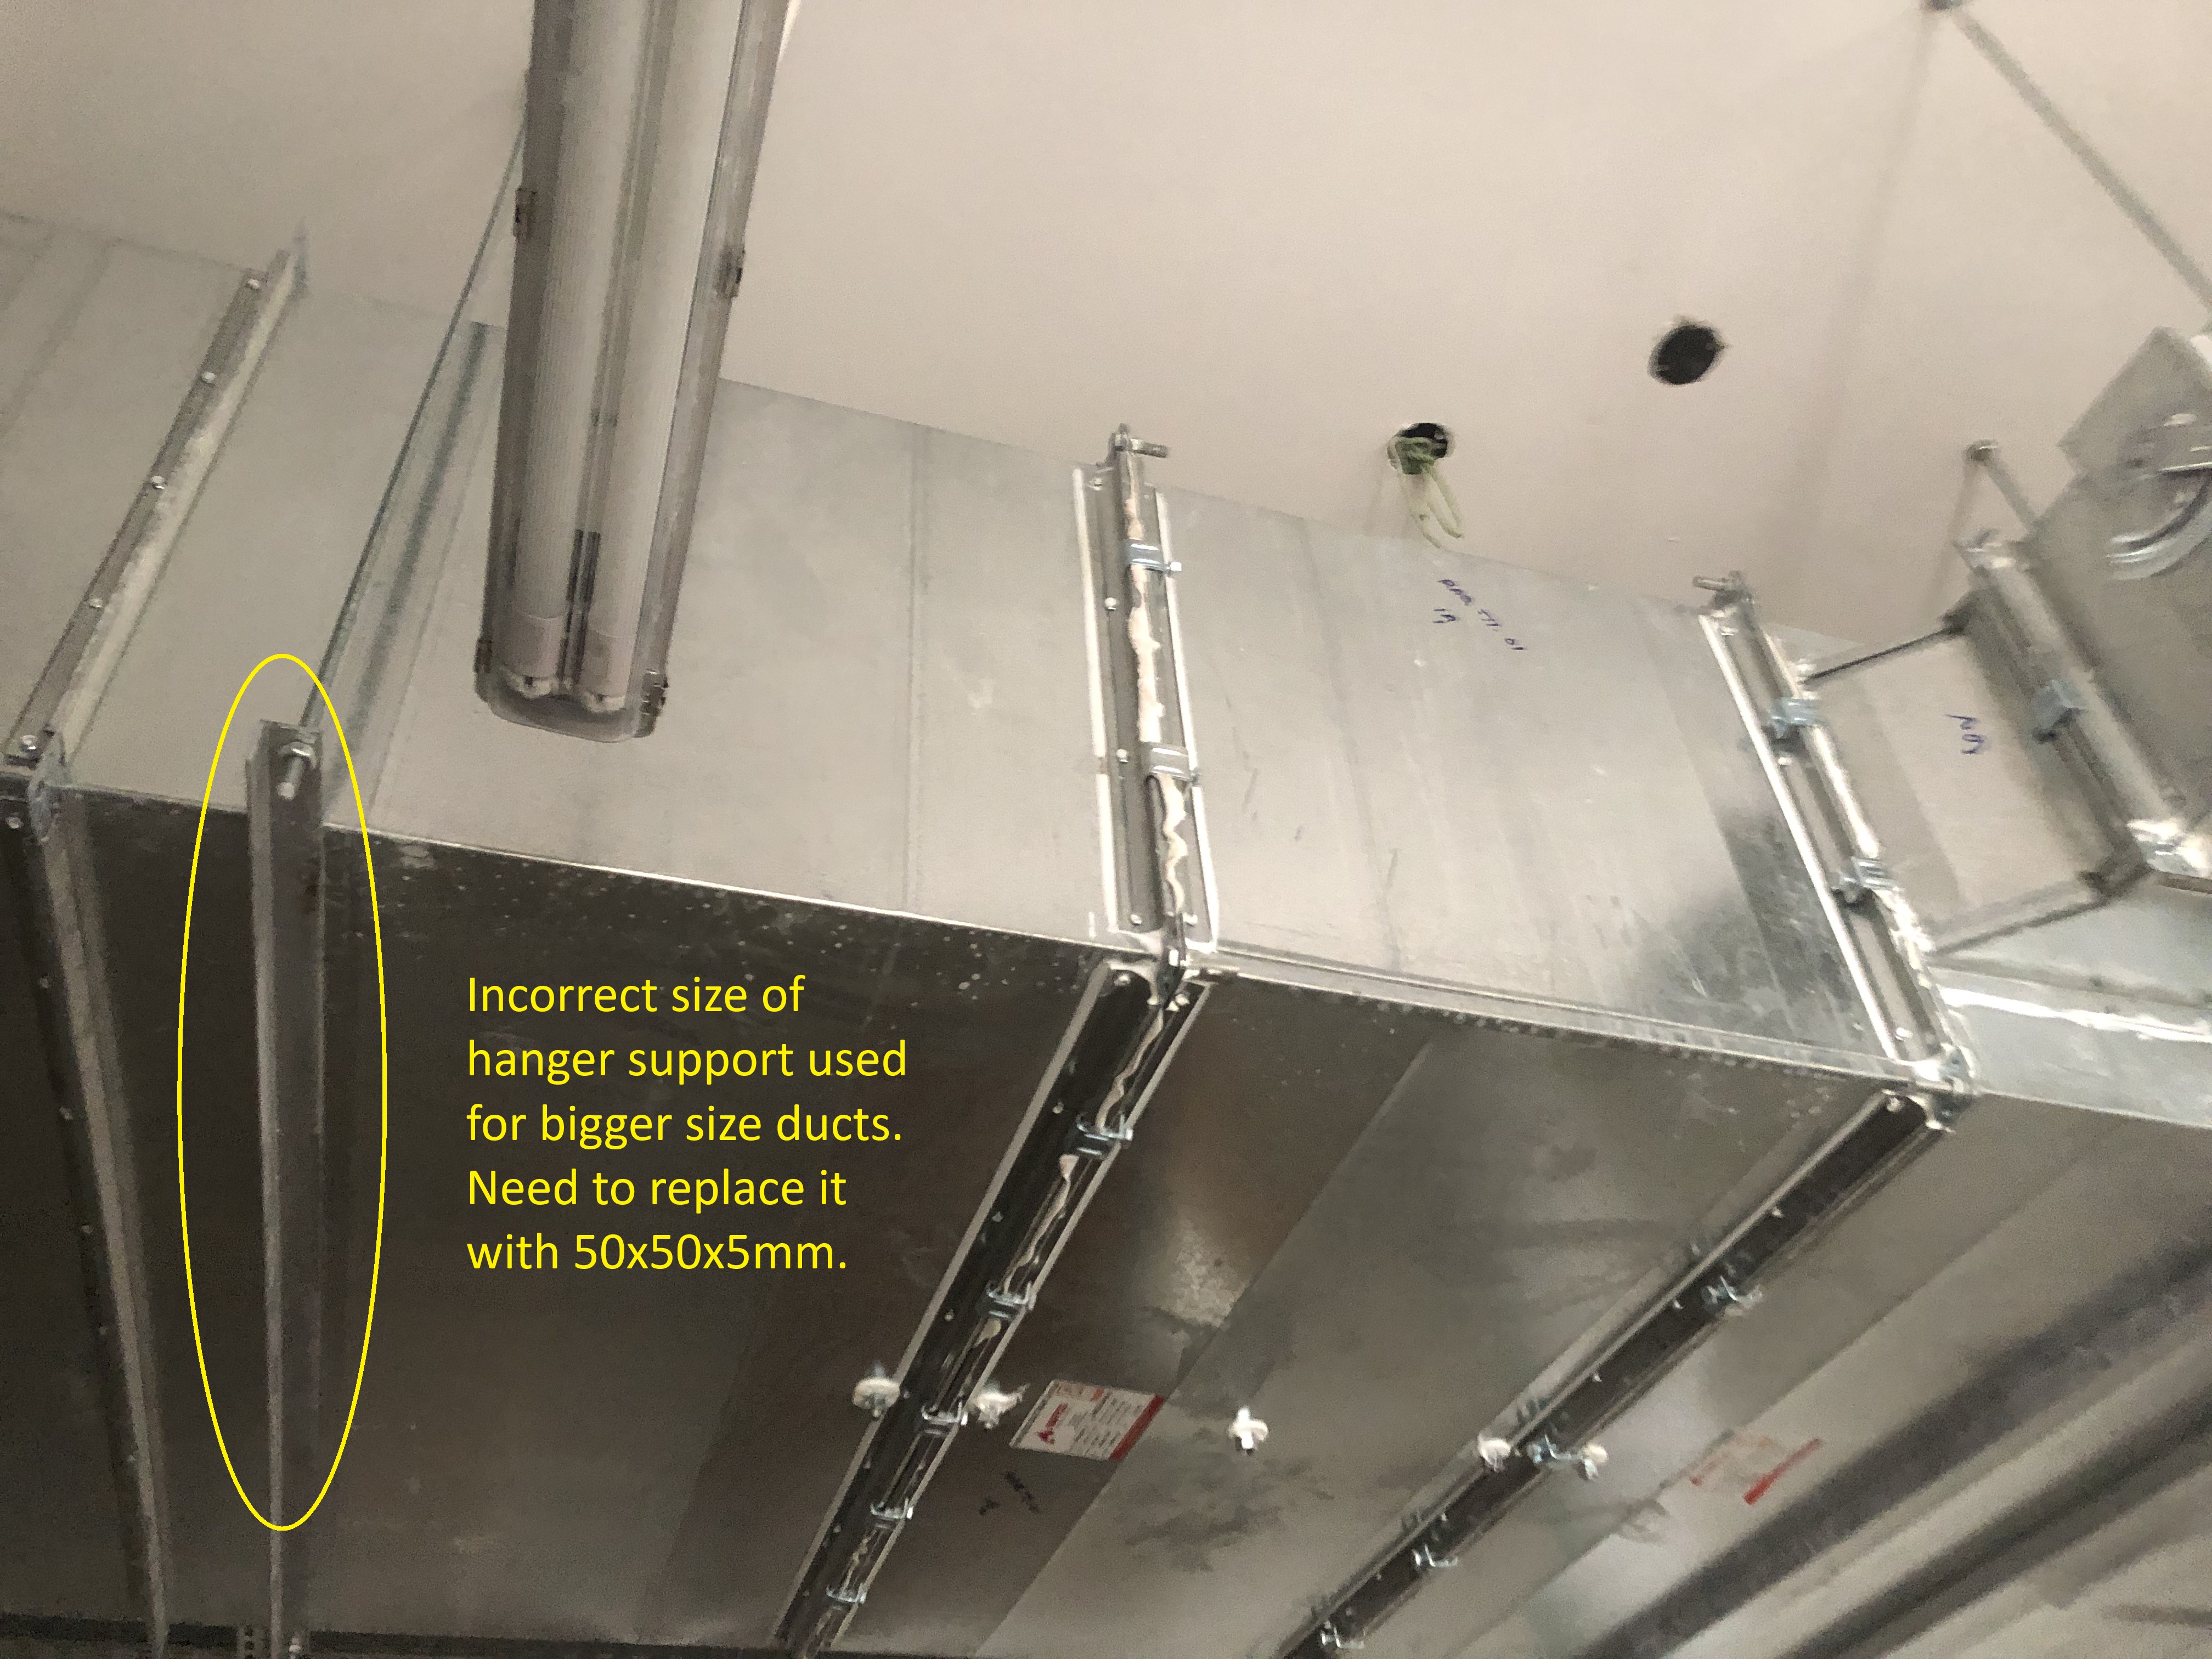 Incorrect size of
hanger support used
for bigger size ducts.
Need to replace it
with 50x50x5mm.